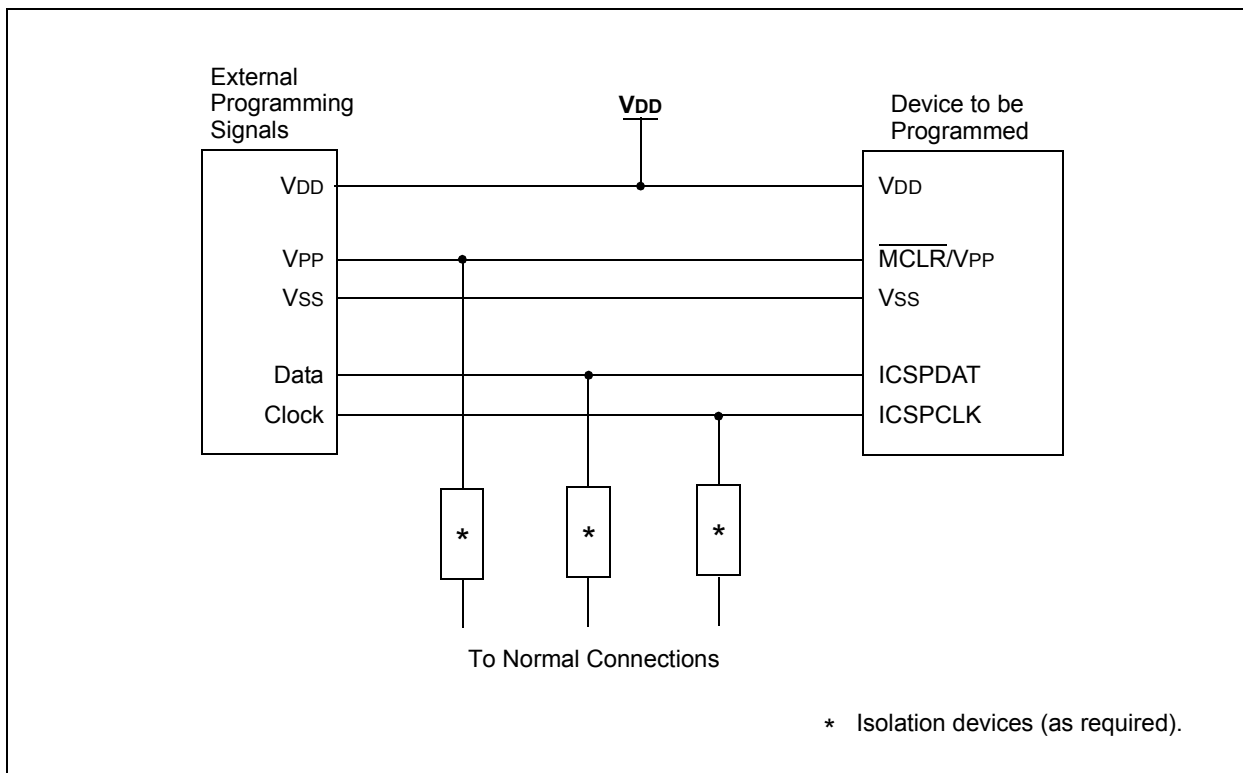 External
Programming
Signals
VDD
Device to be
Programmed
VDD
VDD
VPP
MCLR/VPP
VSS
VSS
Data
ICSPDAT
Clock
ICSPCLK
* * *
To Normal Connections
* Isolation devices (as required).